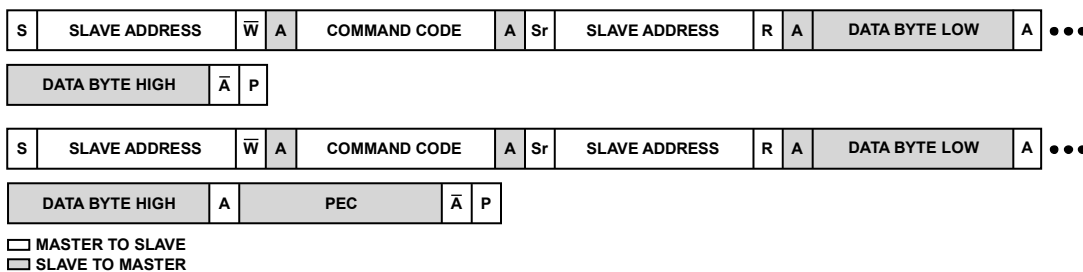 S SLAVE ADDRESS W̅ A COMMAND CODE A Sr SLAVE ADDRESS R A DATA BYTE LOW A •••
DATA BYTE HIGH A̅ P
S SLAVE ADDRESS W̅ A COMMAND CODE A Sr SLAVE ADDRESS R A DATA BYTE LOW A •••
DATA BYTE HIGH A PEC A̅ P
MASTER TO SLAVE
SLAVE TO MASTER